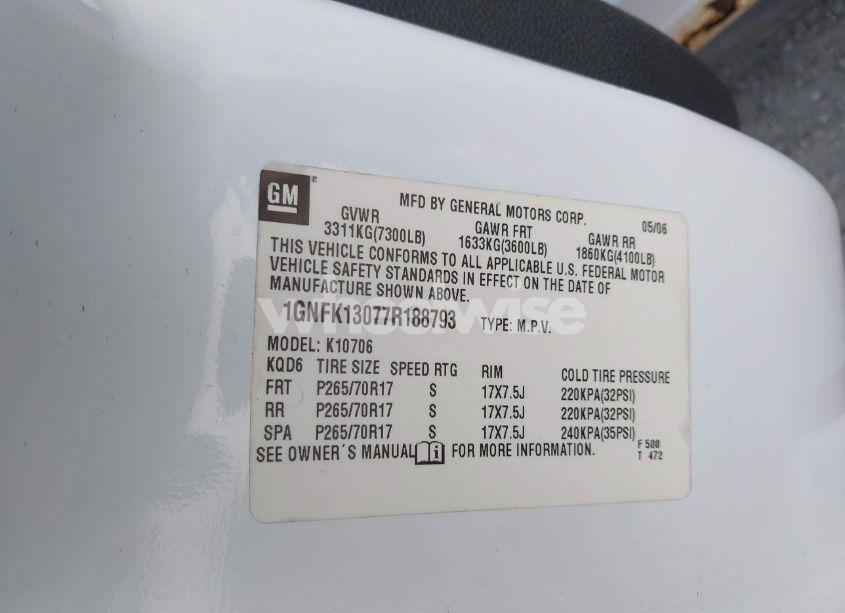 GM
MFD BY GENERAL MOTORS CORP. 05/06
GVWR GAWR FRT GAWR RR
3311KG(7300LB) 1633KG(3600LB) 1860KG(4100LB)
THIS VEHICLE CONFORMS TO ALL APPLICABLE U.S. FEDERAL MOTOR
VEHICLE SAFETY STANDARDS IN EFFECT ON THE DATE OF
MANUFACTURE SHOWN ABOVE.
wheelwise
1GNFK13077R188793 TYPE: M.P.V.
MODEL: K10706
KQD6 TIRE SIZE SPEED RTG RIM COLD TIRE PRESSURE
FRT P265/70R17 S 17X7.5J 220KPA(32PSI)
RR P265/70R17 S 17X7.5J 220KPA(32PSI)
SPA P265/70R17 S 17X7.5J 240KPA(35PSI)
SEE OWNER'S MANUAL FOR MORE INFORMATION. F 500
T 472